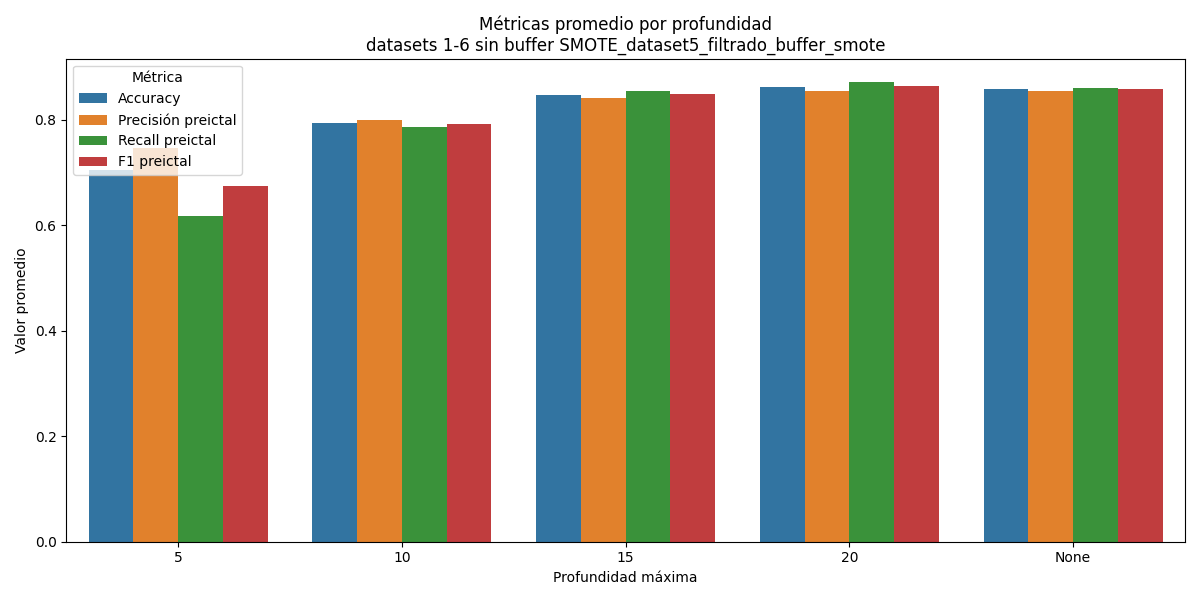 Métricas promedio por profundidad
datasets 1-6 sin buffer SMOTE_dataset5_filtrado_buffer_smote
Métrica
Accuracy
Precisión preictal
Recall preictal
F1 preictal
Valor promedio
0.8
0.6
0.4
0.2
0.0
5
10
15
20
None
Profundidad máxima